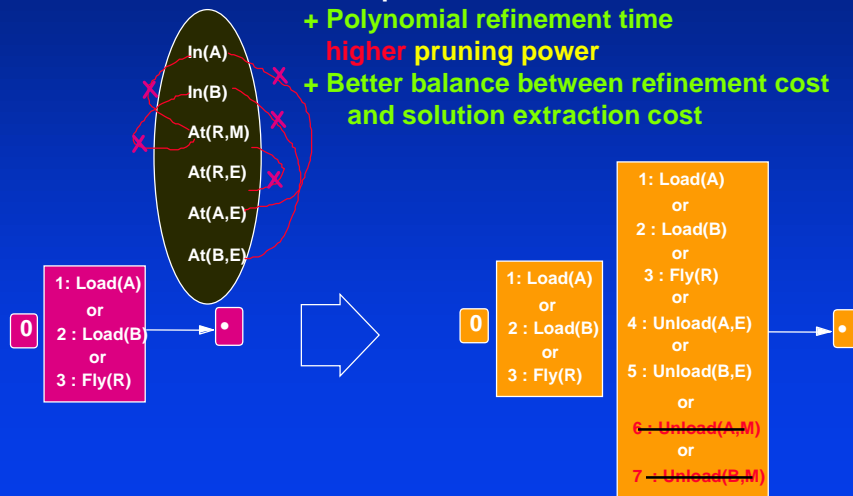 + Polynomial refinement time
higher pruning power
+ Better balance between refinement cost
and solution extraction cost
In(A)
In(B)
At(R,M)
At(R,E)
At(A,E)
At(B,E)
0
1: Load(A)
or
2 : Load(B)
or
3 : Fly(R)
0
1: Load(A)
or
2 : Load(B)
or
3 : Fly(R)
1: Load(A)
or
2 : Load(B)
or
3 : Fly(R)
or
4 : Unload(A,E)
or
5 : Unload(B,E)
or
6 : Unload(A,M)
or
7 : Unload(B,M)